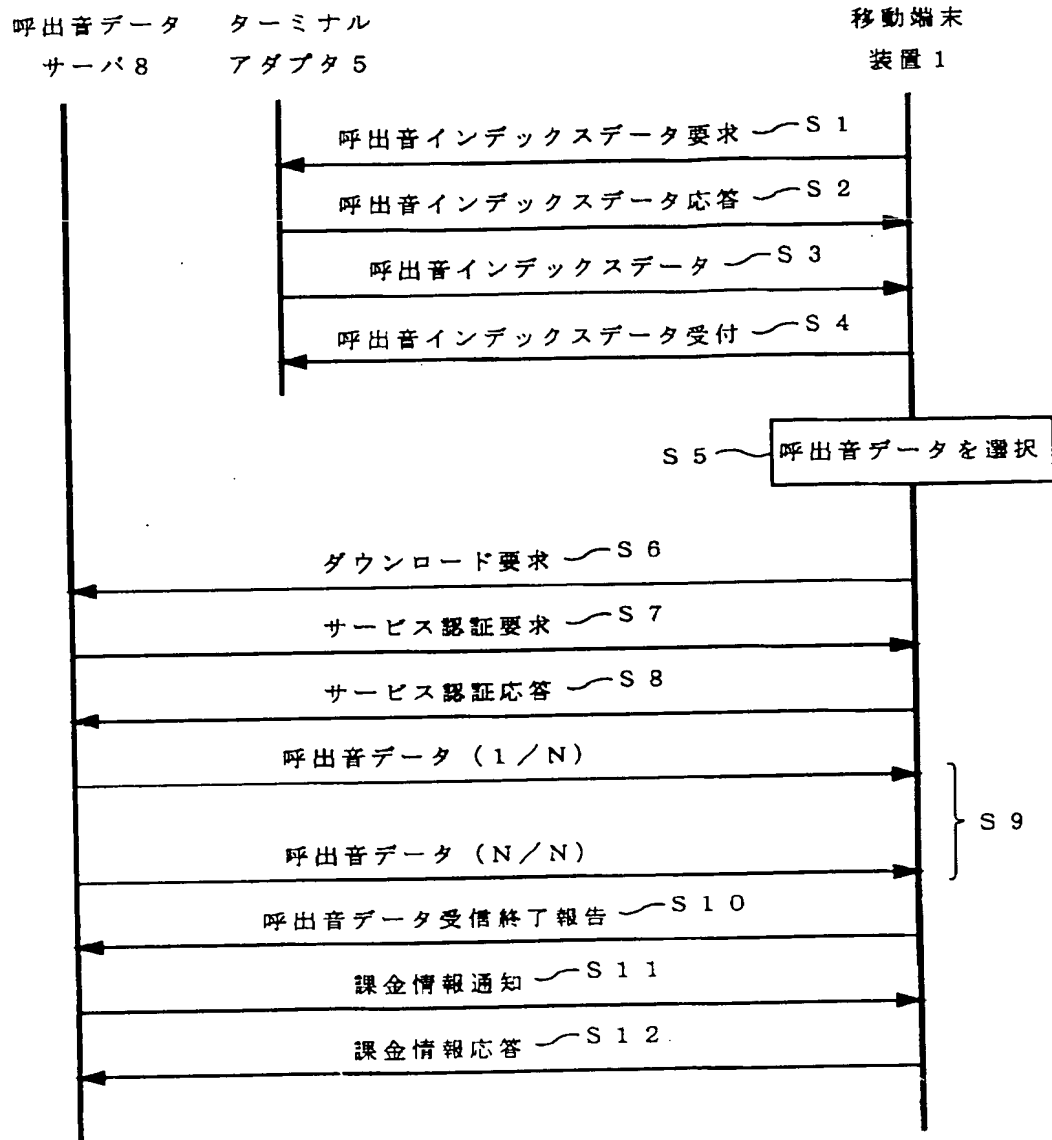 呼出音データ
サーバ8
ターミナル
アダプタ5
移動端末
装置1
呼出音インデックスデータ要求 S1
呼出音インデックスデータ応答 S2
呼出音インデックスデータ S3
呼出音インデックスデータ受付 S4
S5 呼出音データを選択
ダウンロード要求 S6
サービス認証要求 S7
サービス認証応答 S8
呼出音データ(1/N)
S9
呼出音データ(N/N)
呼出音データ受信終了報告 S10
課金情報通知 S11
課金情報応答 S12